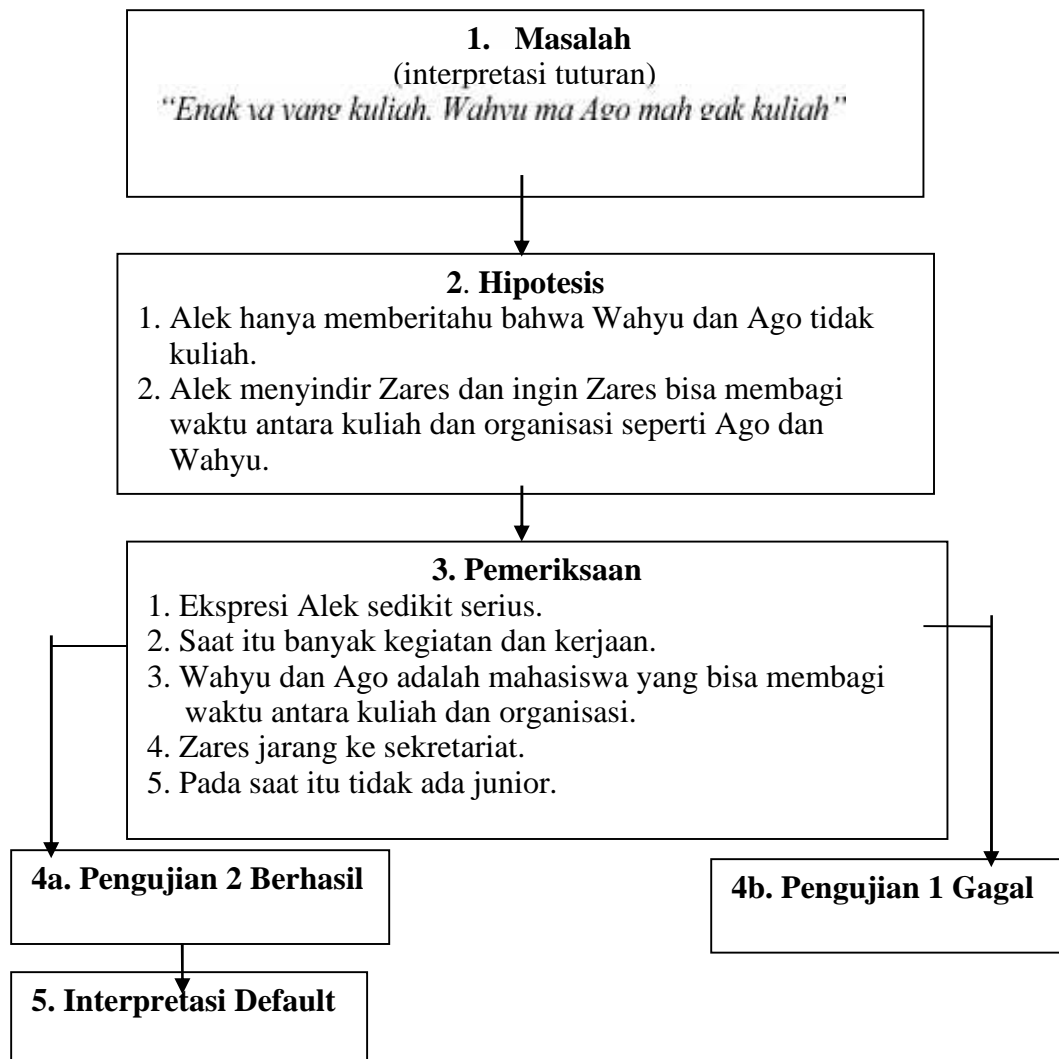 1. Masalah
(interpretasi tuturan)
“Enak ya yang kuliah. Wahyu ma Ago mah gak kuliah”
2. Hipotesis
1. Alek hanya memberitahu bahwa Wahyu dan Ago tidak
kuliah.
2. Alek menyindir Zares dan ingin Zares bisa membagi
waktu antara kuliah dan organisasi seperti Ago dan
Wahyu.
3. Pemeriksaan
1. Ekspresi Alek sedikit serius.
2. Saat itu banyak kegiatan dan kerjaan.
3. Wahyu dan Ago adalah mahasiswa yang bisa membagi
waktu antara kuliah dan organisasi.
4. Zares jarang ke sekretariat.
5. Pada saat itu tidak ada junior.
4a. Pengujian 2 Berhasil
4b. Pengujian 1 Gagal
5. Interpretasi Default